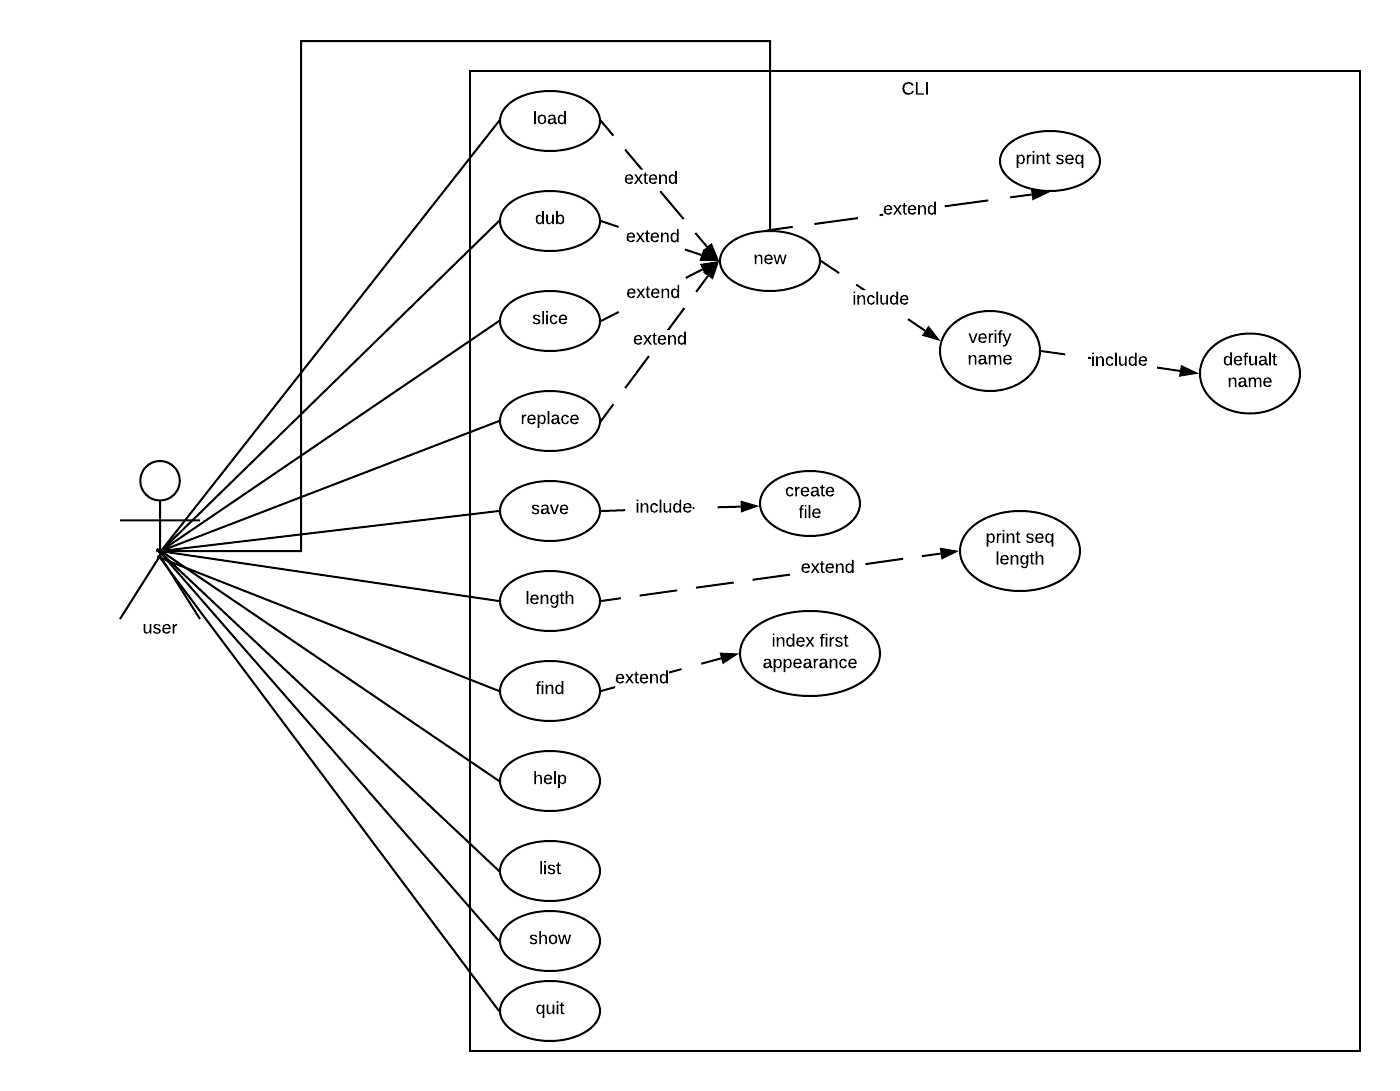 CLI
load
print seq
extend
dub
extend
extend
new
extend
include
slice
extend
verify
name
include
defualt
name
replace
user
save
include
create
file
length
extend
print seq
length
find
extend
index first
appearance
help
list
show
quit